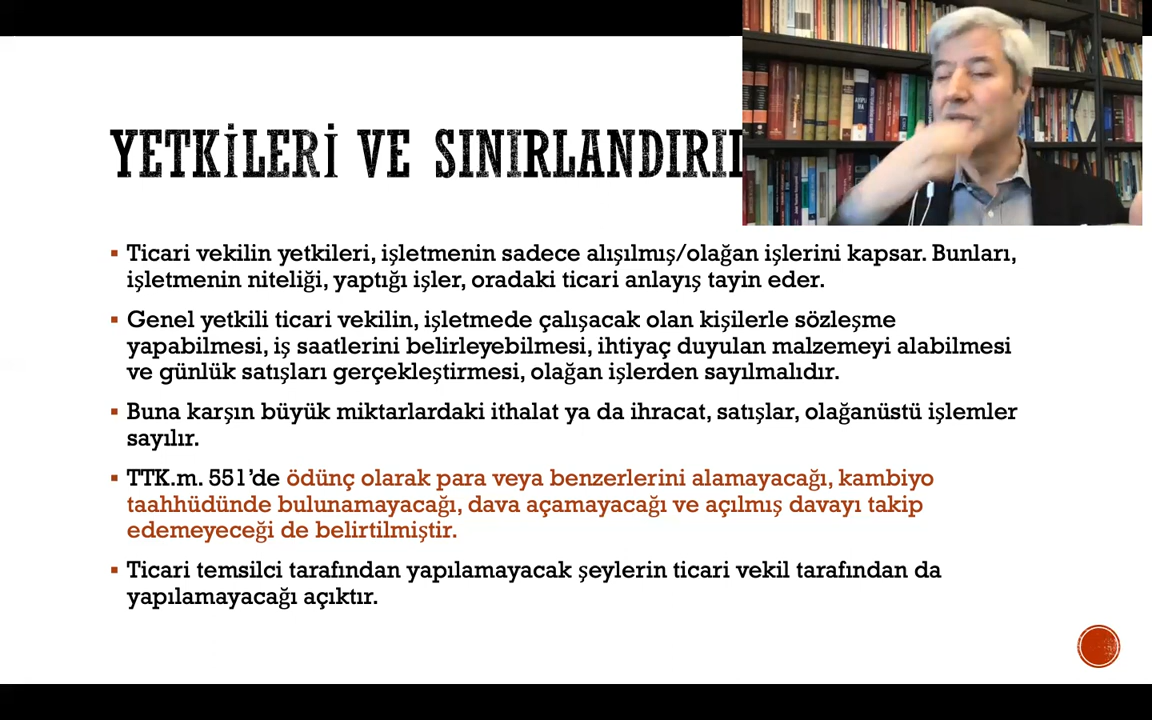 YETKİLERİ VE SINIRLANDIRIL
▪ Ticari vekilin yetkileri, işletmenin sadece alışılmış/olağan işlerini kapsar. Bunları,
işletmenin niteliği, yaptığı işler, oradaki ticari anlayış tayin eder.
▪ Genel yetkili ticari vekilin, işletmede çalışacak olan kişilerle sözleşme
yapabilmesi, iş saatlerini belirleyebilmesi, ihtiyaç duyulan malzemeyi alabilmesi
ve günlük satışları gerçekleştirmesi, olağan işlerden sayılmalıdır.
▪ Buna karşın büyük miktarlardaki ithalat ya da ihracat, satışlar, olağanüstü işlemler
sayılır.
▪ TTK.m. 551’de ödünç olarak para veya benzerlerini alamayacağı, kambiyo
taahhüdünde bulunamayacağı, dava açamayacağı ve açılmış davayı takip
edemeyeceği de belirtilmiştir.
▪ Ticari temsilci tarafından yapılamayacak şeylerin ticari vekil tarafından da
yapılamayacağı açıktır.